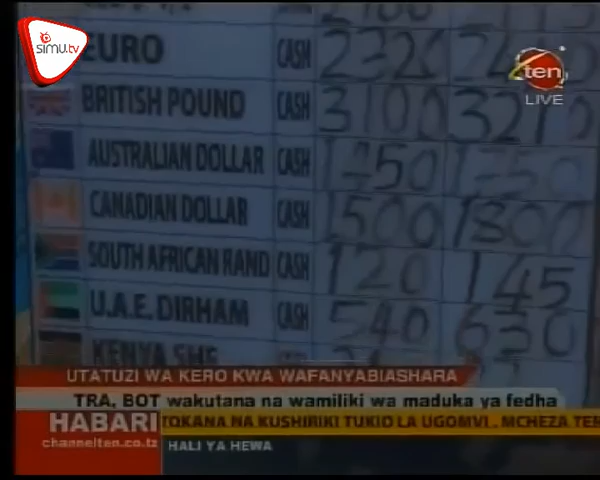 simu.tv
EURO CASH 2320
ten
LIVE
BRITISH POUND CASH 3100 3210
AUSTRALIAN DOLLAR CASH 1450
CANADIAN DOLLAR CASH 1500 1800
SOUTH AFRICAN RAND CASH 120 145
U.A.E. DIRHAM CASH 540 630
KENYA SHS
UTATUZI WA KERO KWA WAFANYABIASHARA
TRA, BOT wakutana na wamiliki wa maduka ya fedha
HABARI TOKANA NA KUSHIRIKI TUKIO LA UGOMVI . MCHEZA TEN
channelten.co.tz HALI YA HEWA